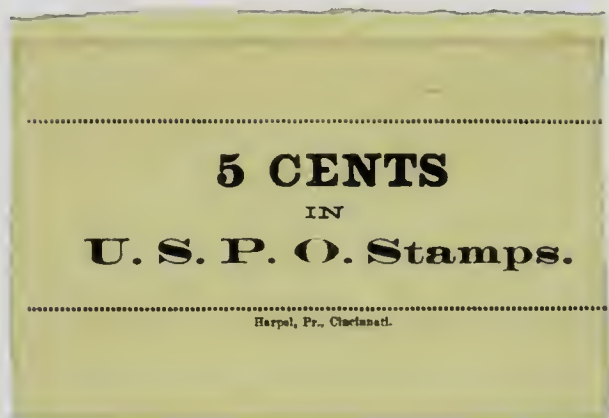 5 CENTS
IN
U. S. P. O. Stamps.
Harpel, Pr., Cincinnati.